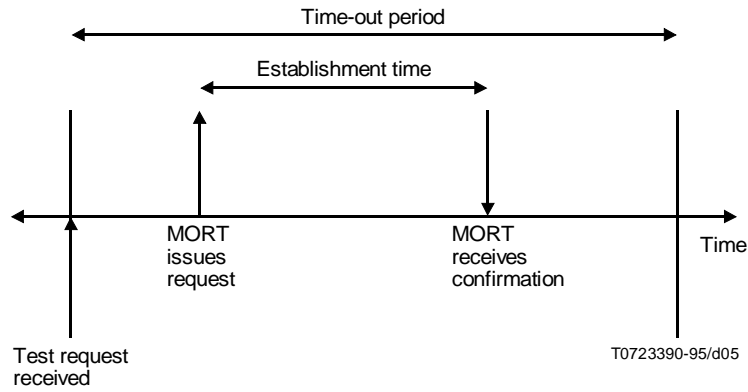 Time-out period
Establishment time
MORT
issues
request
MORT
receives
confirmation
Time
Test request
received
T0723390-95/d05